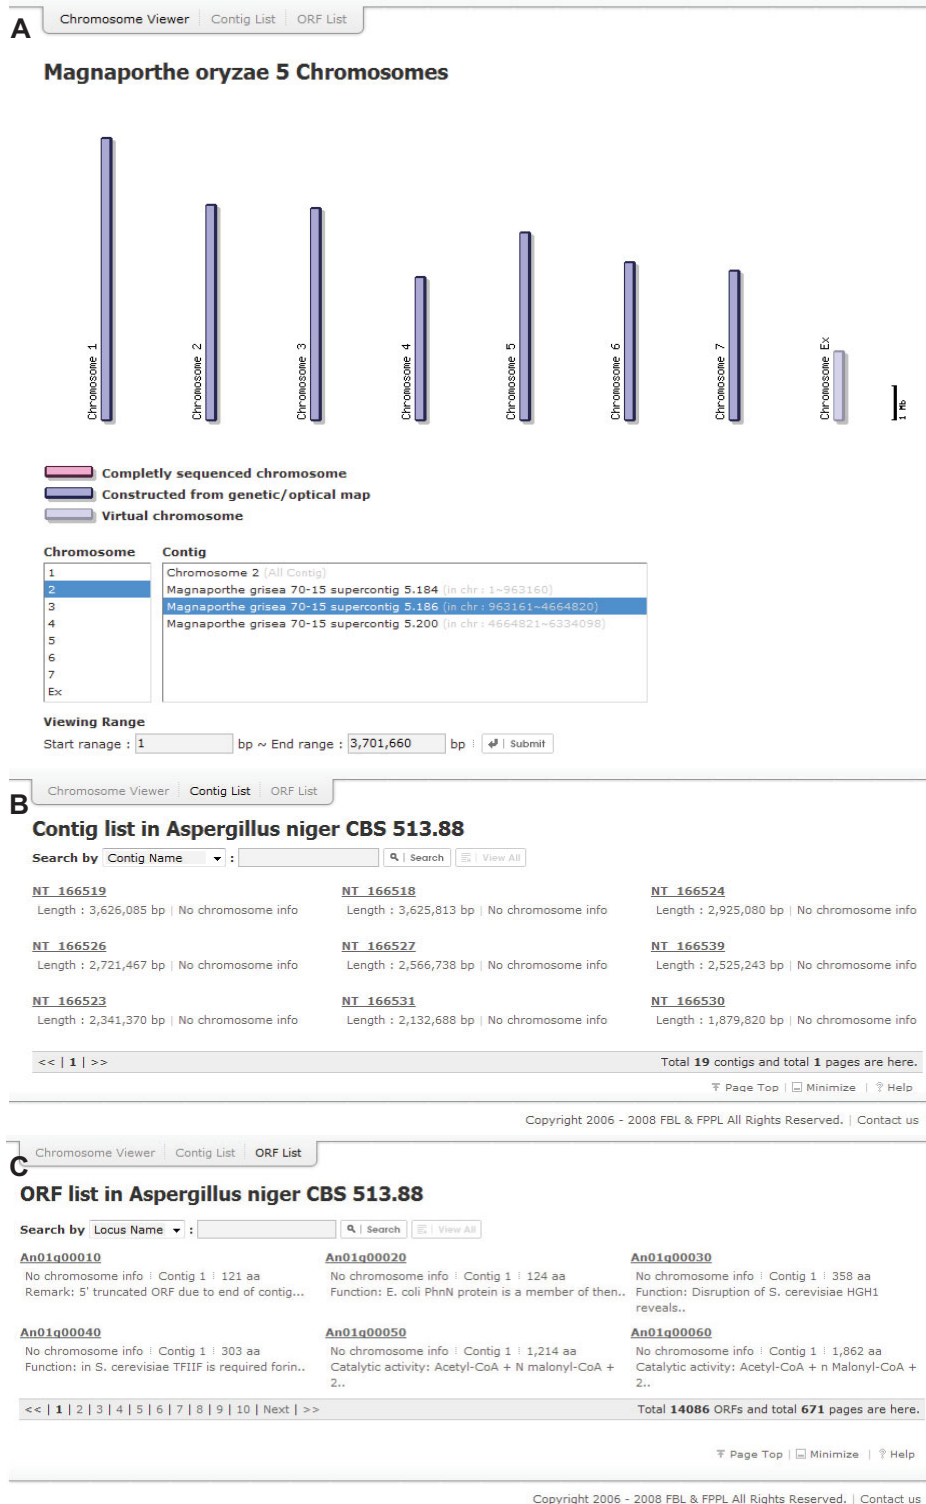 A
Chromosome Viewer | Contig List | ORF List
Magnaporthe oryzae 5 Chromosomes
Chromosome 1
Chromosome 2
Chromosome 3
Chromosome 4
Chromosome 5
Chromosome 6
Chromosome 7
Chromosome Ex
1 Mb
Completly sequenced chromosome
Constructed from genetic/optical map
Virtual chromosome
Chromosome Contig
1 Chromosome 2 (All Contig)
2 Magnaporthe grisea 70-15 supercontig 5.184 (in chr : 1~963160)
3 Magnaporthe grisea 70-15 supercontig 5.186 (in chr : 963161~4664820)
4 Magnaporthe grisea 70-15 supercontig 5.200 (in chr : 4664821~6334098)
5
6
7
Ex
Viewing Range
Start ranage : 1 bp ~ End range : 3,701,660 bp Submit
B
Chromosome Viewer | Contig List | ORF List
Contig list in Aspergillus niger CBS 513.88
Search by Contig Name : Search View All
NT_166519 NT_166518 NT_166524
Length : 3,626,085 bp | No chromosome info Length : 3,625,813 bp | No chromosome info Length : 2,925,080 bp | No chromosome info
NT_166526 NT_166527 NT_166539
Length : 2,721,467 bp | No chromosome info Length : 2,566,738 bp | No chromosome info Length : 2,525,243 bp | No chromosome info
NT_166523 NT_166531 NT_166530
Length : 2,341,370 bp | No chromosome info Length : 2,132,688 bp | No chromosome info Length : 1,879,820 bp | No chromosome info
<< | 1 | >> Total 19 contigs and total 1 pages are here.
Page Top | Minimize | ? Help
Copyright 2006 - 2008 FBL & FPPL All Rights Reserved. | Contact us
C
Chromosome Viewer | Contig List | ORF List
ORF list in Aspergillus niger CBS 513.88
Search by Locus Name : Search View All
An01g00010 An01g00020 An01g00030
No chromosome info Contig 1 121 aa No chromosome info Contig 1 124 aa No chromosome info Contig 1 358 aa
Remark: 5' truncated ORF due to end of contig... Function: E. coli PhnN protein is a member of then.. Function: Disruption of S. cerevisiae HGH1
reveals..
An01g00040 An01g00050 An01g00060
No chromosome info Contig 1 303 aa No chromosome info Contig 1 1,214 aa No chromosome info Contig 1 1,862 aa
Function: in S. cerevisiae TFIIF is required forin.. Catalytic activity: Acetyl-CoA + N malonyl-CoA + Catalytic activity: Acetyl-CoA + n Malonyl-CoA +
2.. 2..
<< | 1 | 2 | 3 | 4 | 5 | 6 | 7 | 8 | 9 | 10 | Next | >> Total 14086 ORFs and total 671 pages are here.
Page Top | Minimize | ? Help
Copyright 2006 - 2008 FBL & FPPL All Rights Reserved. | Contact us